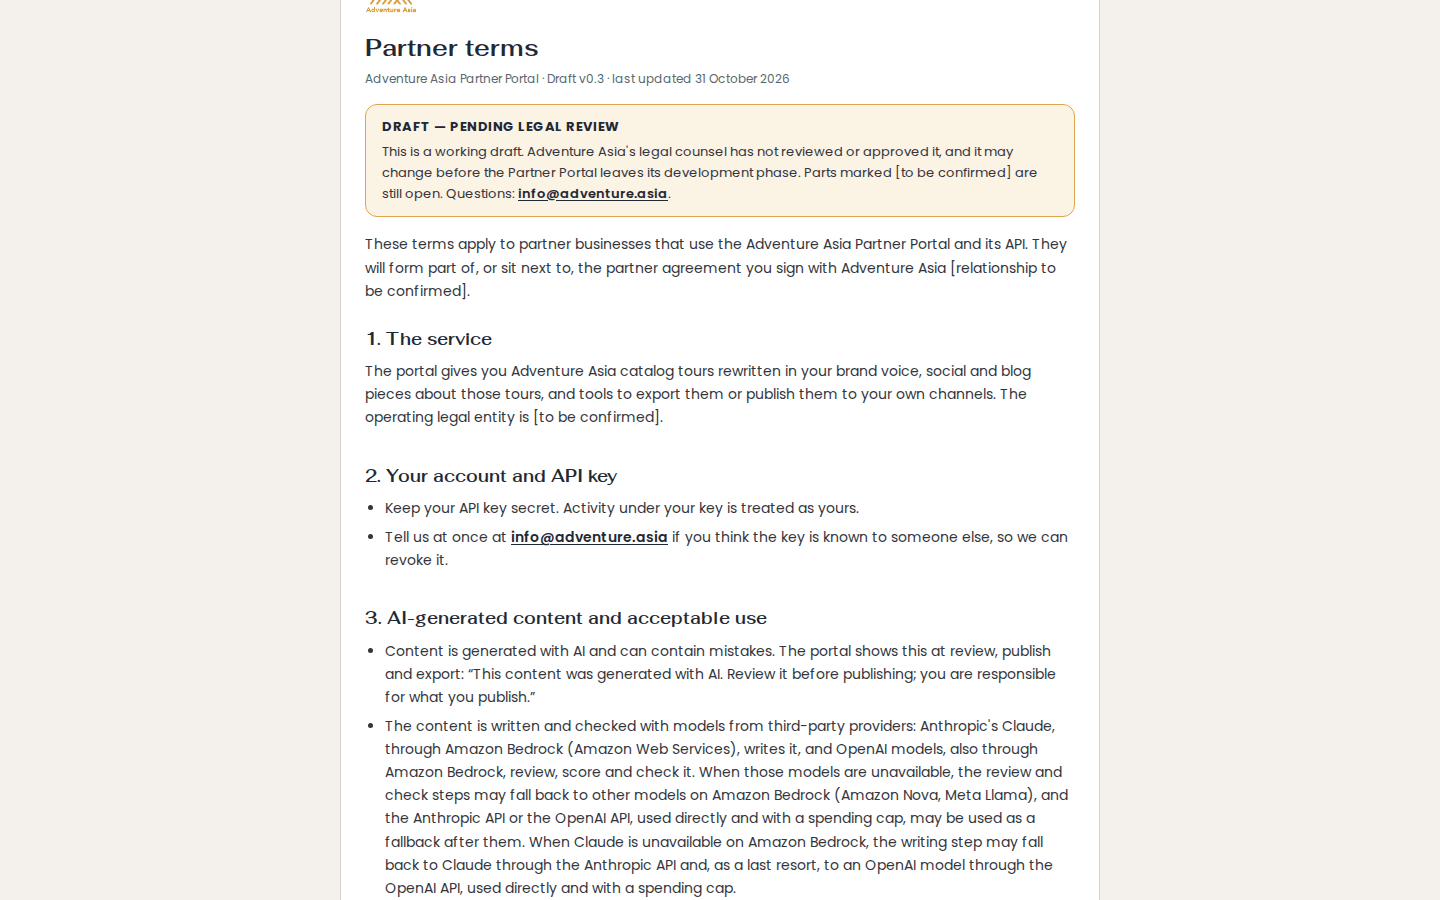 Adventure Asia
Partner terms
Adventure Asia Partner Portal · Draft v0.3 · last updated 31 October 2026
DRAFT — PENDING LEGAL REVIEW
This is a working draft. Adventure Asia's legal counsel has not reviewed or approved it, and it may
change before the Partner Portal leaves its development phase. Parts marked [to be confirmed] are
still open. Questions: info@adventure.asia.
These terms apply to partner businesses that use the Adventure Asia Partner Portal and its API. They
will form part of, or sit next to, the partner agreement you sign with Adventure Asia [relationship to
be confirmed].
1. The service
The portal gives you Adventure Asia catalog tours rewritten in your brand voice, social and blog
pieces about those tours, and tools to export them or publish them to your own channels. The
operating legal entity is [to be confirmed].
2. Your account and API key
• Keep your API key secret. Activity under your key is treated as yours.
• Tell us at once at info@adventure.asia if you think the key is known to someone else, so we can
revoke it.
3. AI-generated content and acceptable use
• Content is generated with AI and can contain mistakes. The portal shows this at review, publish
and export: “This content was generated with AI. Review it before publishing; you are responsible
for what you publish.”
• The content is written and checked with models from third-party providers: Anthropic's Claude,
through Amazon Bedrock (Amazon Web Services), writes it, and OpenAI models, also through
Amazon Bedrock, review, score and check it. When those models are unavailable, the review and
check steps may fall back to other models on Amazon Bedrock (Amazon Nova, Meta Llama), and
the Anthropic API or the OpenAI API, used directly and with a spending cap, may be used as a
fallback after them. When Claude is unavailable on Amazon Bedrock, the writing step may fall
back to Claude through the Anthropic API and, as a last resort, to an OpenAI model through the
OpenAI API, used directly and with a spending cap.